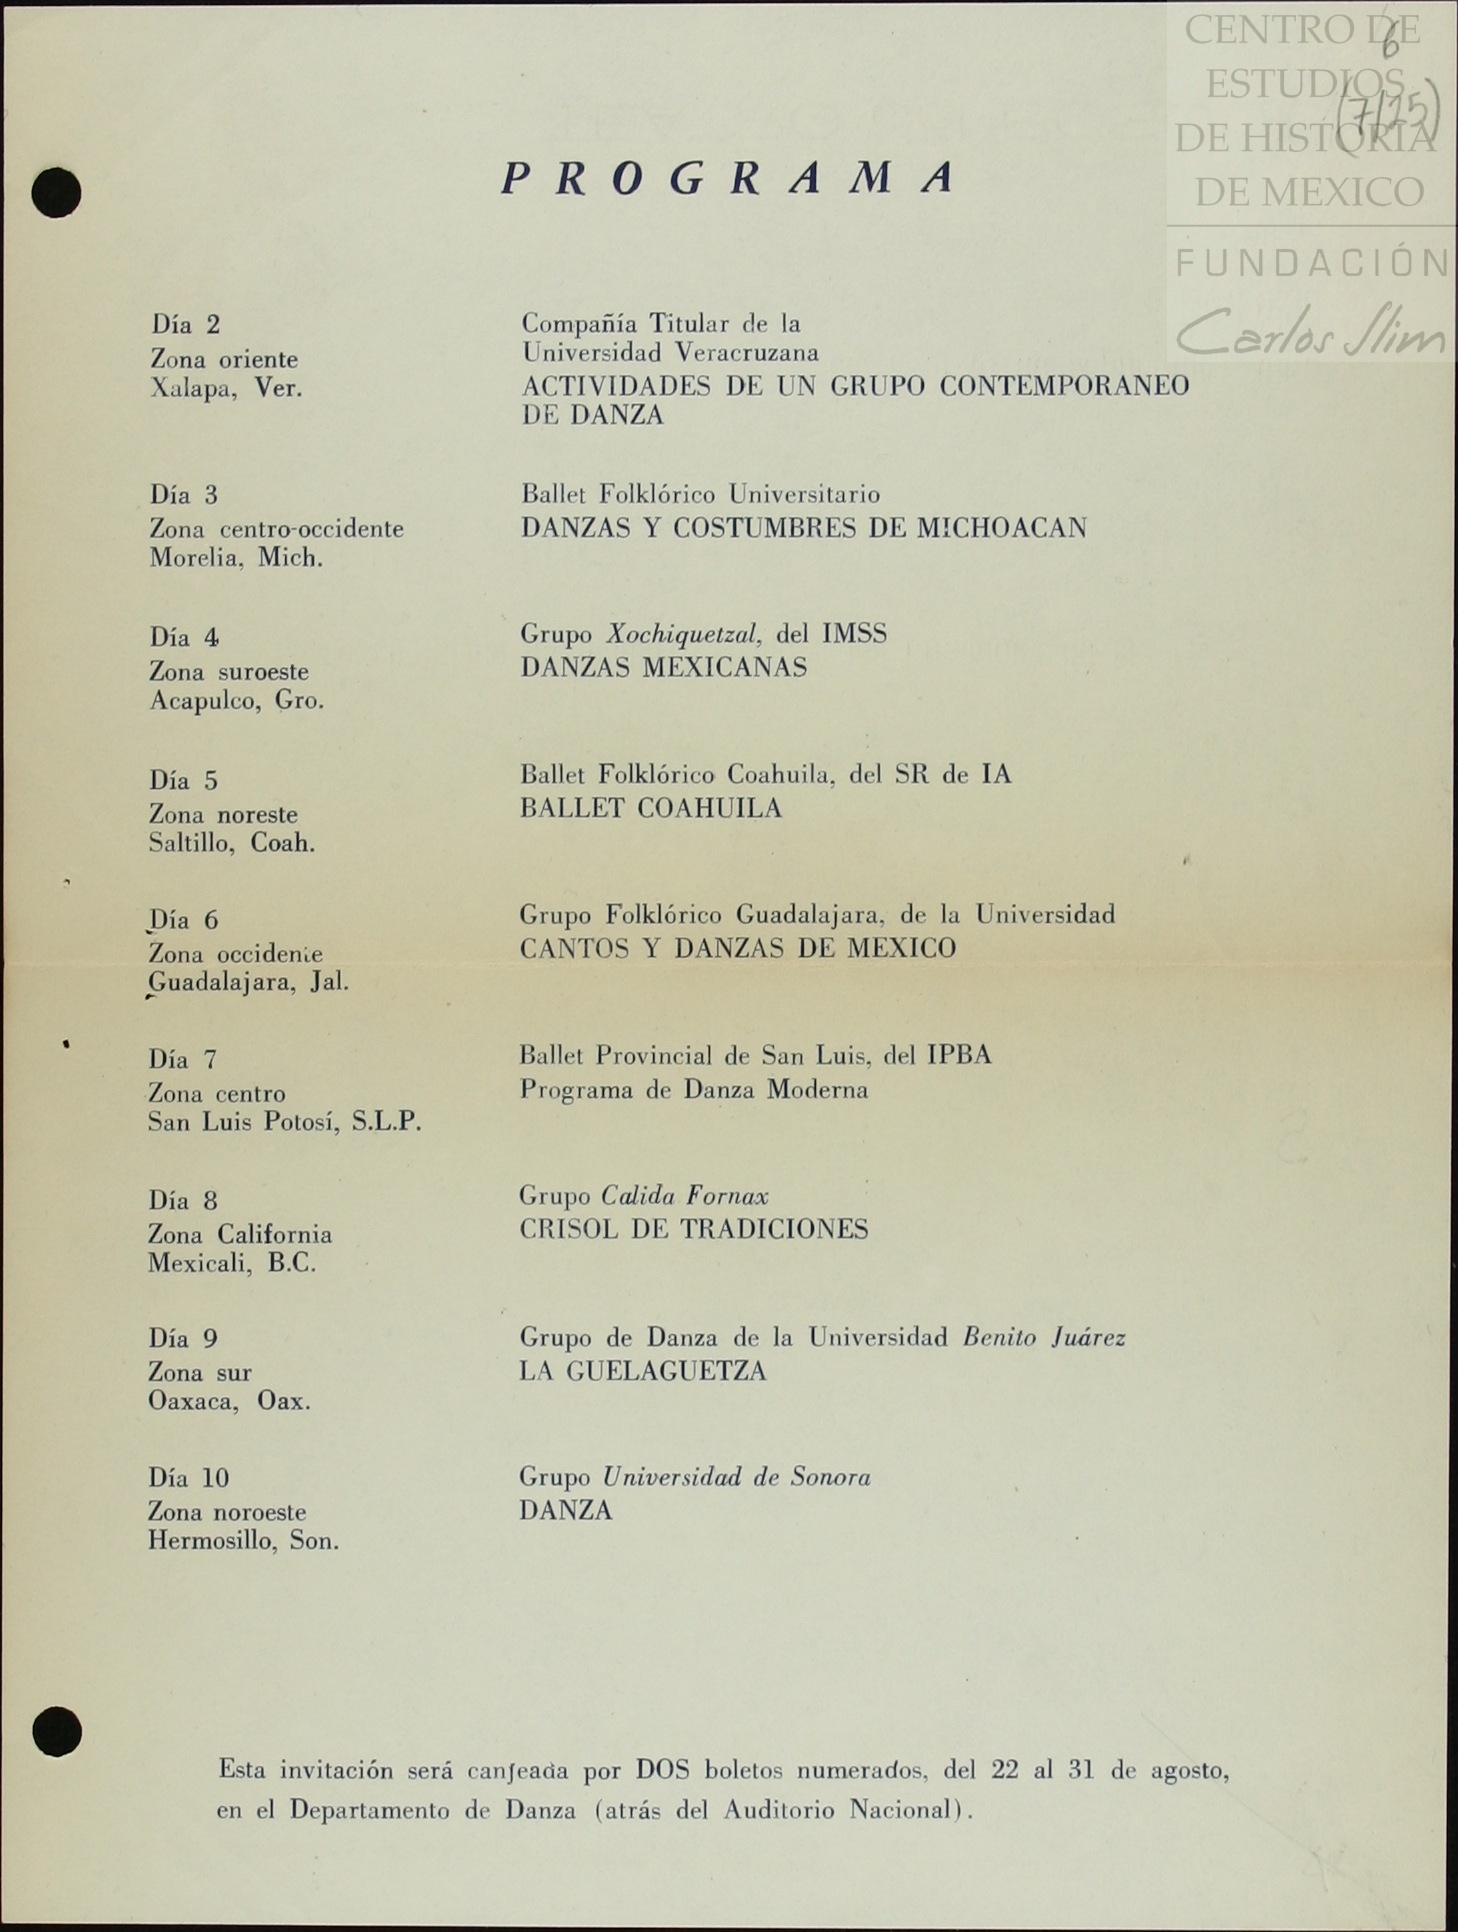 CENTRO DE
ESTUDIOS
DE HISTORIA
DE MEXICO
FUNDACIÓN
Carlos Slim
6
(7/25)
PROGRAMA
Día 2
Zona oriente
Xalapa, Ver.
Compañía Titular de la
Universidad Veracruzana
ACTIVIDADES DE UN GRUPO CONTEMPORANEO
DE DANZA
Día 3
Zona centro-occidente
Morelia, Mich.
Ballet Folklórico Universitario
DANZAS Y COSTUMBRES DE MICHOACAN
Día 4
Zona suroeste
Acapulco, Gro.
Grupo Xochiquetzal, del IMSS
DANZAS MEXICANAS
Día 5
Zona noreste
Saltillo, Coah.
Ballet Folklórico Coahuila, del SR de IA
BALLET COAHUILA
Día 6
Zona occidente
Guadalajara, Jal.
Grupo Folklórico Guadalajara, de la Universidad
CANTOS Y DANZAS DE MEXICO
Día 7
Zona centro
San Luis Potosí, S.L.P.
Ballet Provincial de San Luis, del IPBA
Programa de Danza Moderna
Día 8
Zona California
Mexicali, B.C.
Grupo Calida Fornax
CRISOL DE TRADICIONES
Día 9
Zona sur
Oaxaca, Oax.
Grupo de Danza de la Universidad Benito Juárez
LA GUELAGUETZA
Día 10
Zona noroeste
Hermosillo, Son.
Grupo Universidad de Sonora
DANZA
Esta invitación será canjeada por DOS boletos numerados, del 22 al 31 de agosto,
en el Departamento de Danza (atrás del Auditorio Nacional).